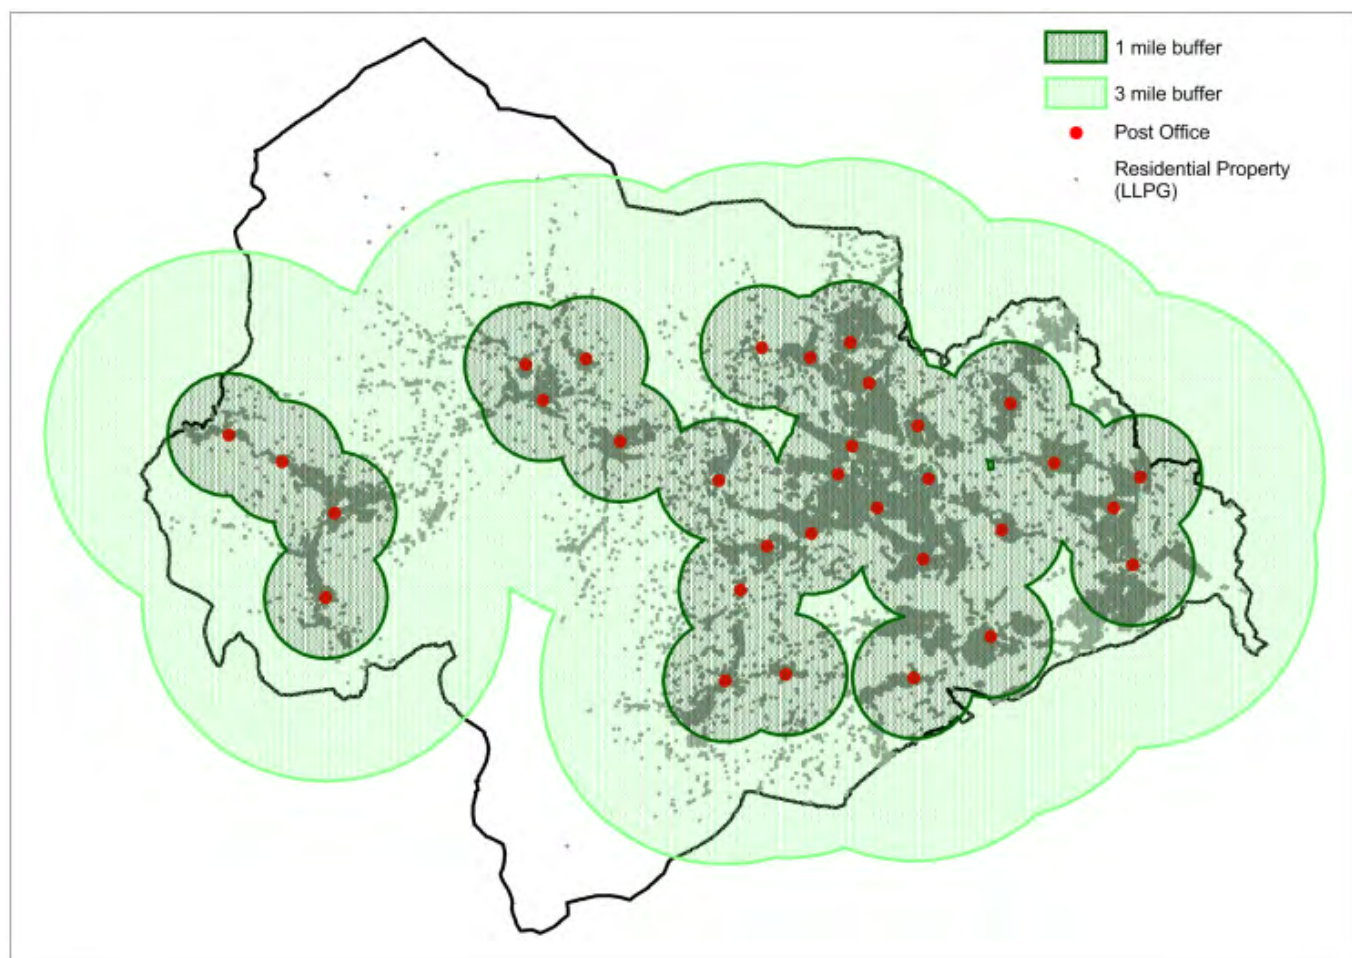 1 mile buffer
3 mile buffer
Post Office
Residential Property
(LLPG)